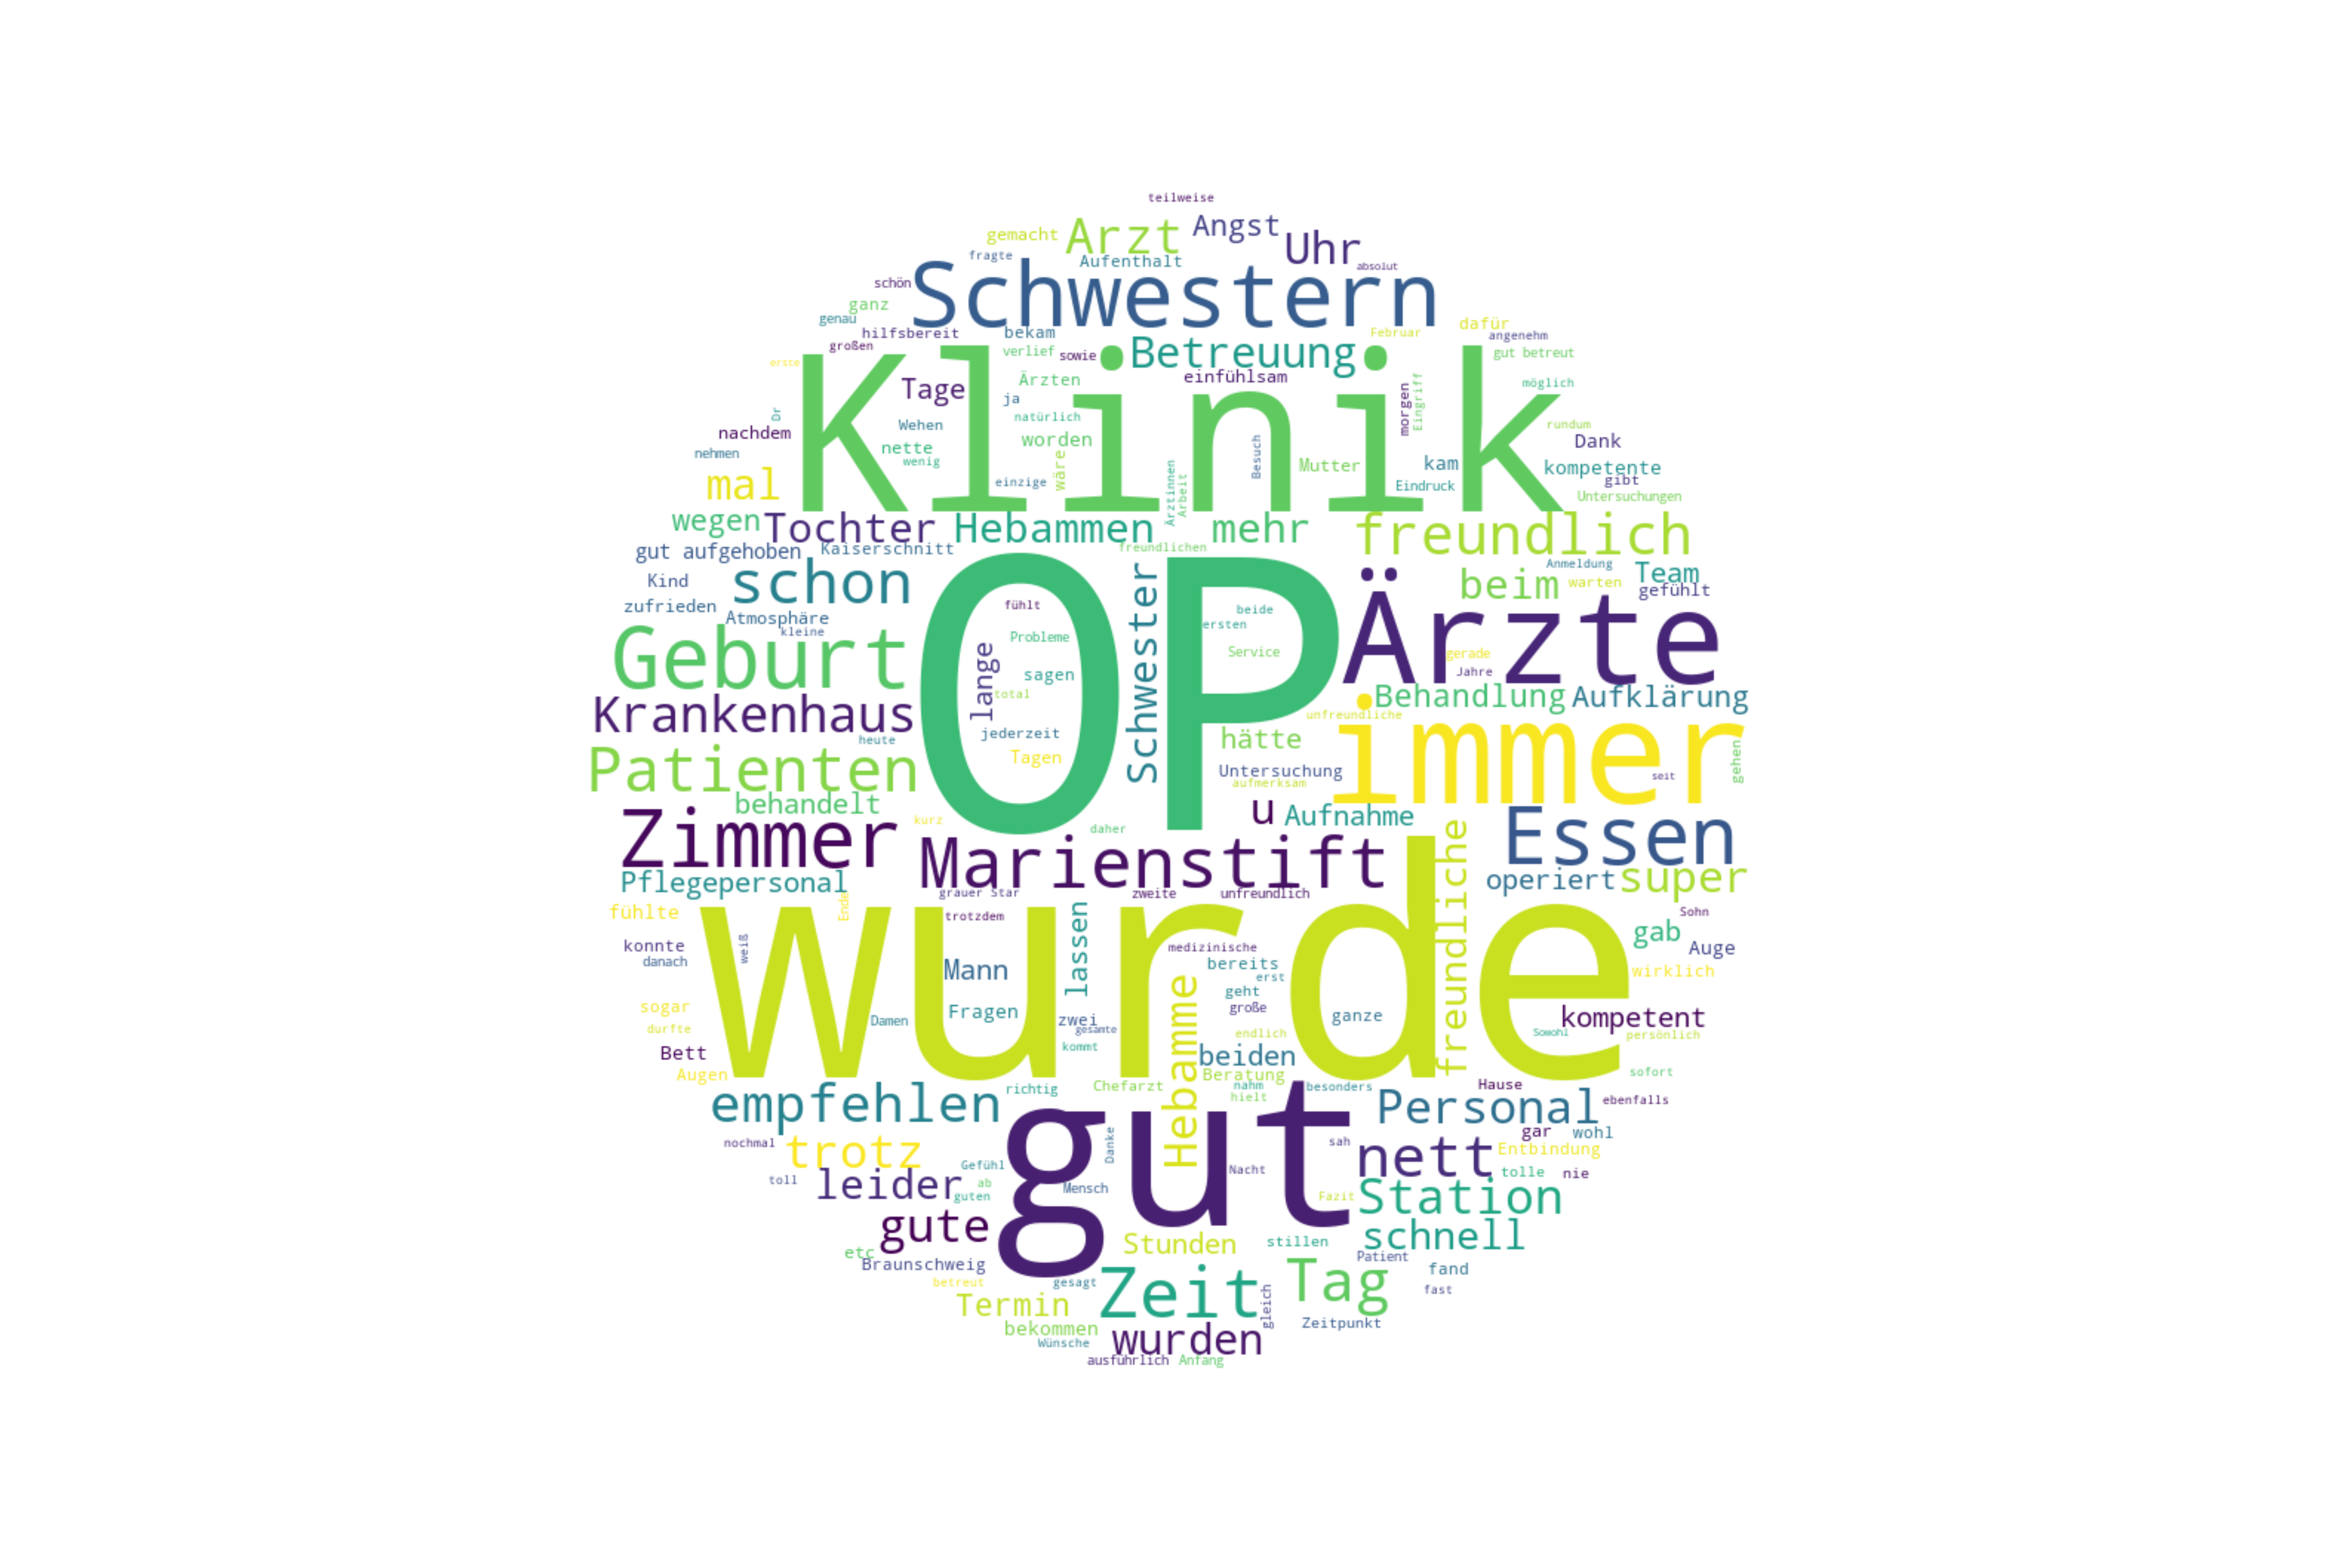 teilweise
gemacht Arzt Angst Uhr
fragte Aufenthalt absolut
schön Schwestern
ganz
genau
hilfsbereit bekam Februar dafür
angenehm
großen verlief sowie Betreuung gut betreut
erste Klinik
Tage Ärzten einfühlsam möglich
ja morgen Eingriff
Dr natürlich
nachdem Wehen worden rundum
nette Besuch Dank
nehmen wenig wäre Mutter kam kompetente
mal einzige Ärztinnen Arbeit Eindruck gibt
Untersuchungen
wegen Tochter Hebammen mehr freundlich
gut aufgehoben Kaiserschnitt freundlichen
Anmeldung
Kind schon OP beim warten Team
gefühlt
zufrieden Atmosphäre fühlt beide Ärzte
kleine ersten
Geburt Probleme Schwester Service gerade
lange sagen Jahre
total Behandlung Aufklärung
Krankenhaus unfreundliche
heute jederzeit hätte immer
Patienten Tagen Untersuchung seit gehen
aufmerksam
behandelt u Aufnahme
kurz daher
Zimmer Marienstift Essen
Pflegepersonal freundliche operiert super
grauer Star zweite unfreundlich
fühlte Ende trotzdem wurde Sohn
konnte weiß lassen medizinische gab Auge
danach Mann bereits wirklich
erst
geht
sogar Fragen große
durfte Damen zwei ganze kompetent
gesamte endlich Sowohl persönlich
Bett kommt Hebamme beiden
Augen Beratung sofort
empfehlen richtig Chefarzt nahm besonders Hause
hielt Personal ebenfalls
nochmal trotz Danke gut sah gar wohl
Gefühl nett Entbindung
toll leider ab Mensch Nacht tolle nie
guten Fazit Station
gute schnell
etc Stunden stillen
Braunschweig Patient
betreut gesagt Zeit Tag fand
gleich fast
Termin
bekommen wurden Zeitpunkt
Wünsche
ausführlich Anfang